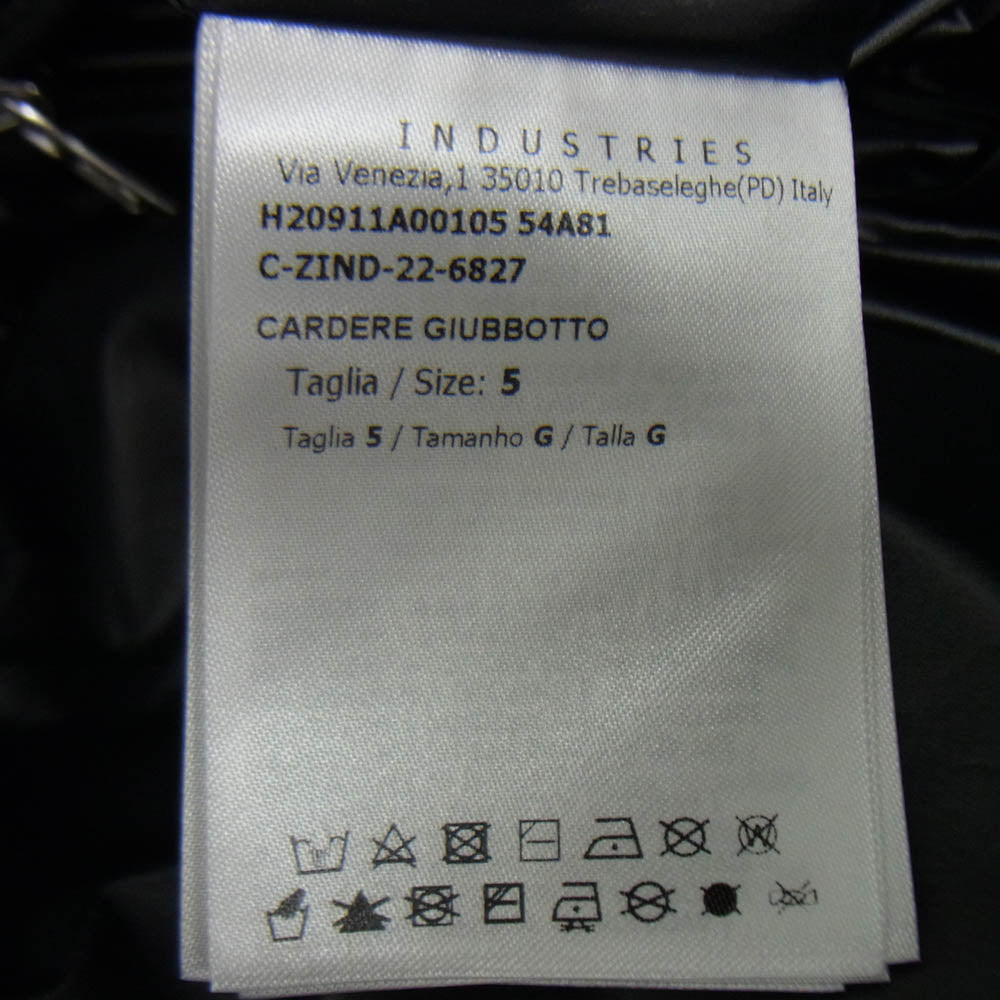 INDUSTRIES
Via Venezia,1 35010 Trebaseleghe(PD) Italy
H20911A00105 54A81
C-ZIND-22-6827
CARDERE GIUBBOTTO
Taglia / Size: 5
Taglia 5 / Tamanho G / Talla G
W